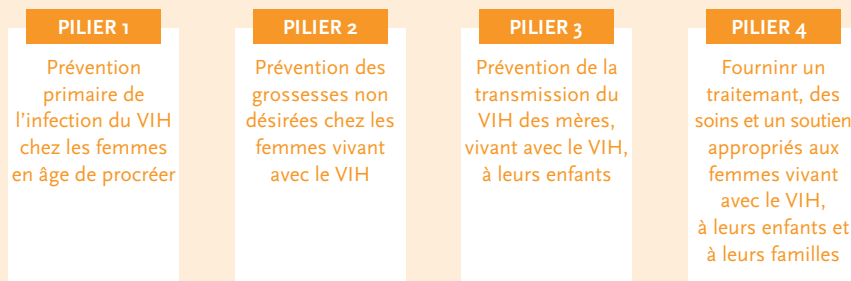 PILIER 1
Prévention
primaire de
l'infection du VIH
chez les femmes
en âge de procréer
PILIER 2
Prévention des
grossesses non
désirées chez les
femmes vivant
avec le VIH
PILIER 3
Prévention de la
transmission du
VIH des mères,
vivant avec le VIH,
à leurs enfants
PILIER 4
Fourninr un
traitemant, des
soins et un soutien
appropriés aux
femmes vivant
avec le VIH,
à leurs enfants et
à leurs familles